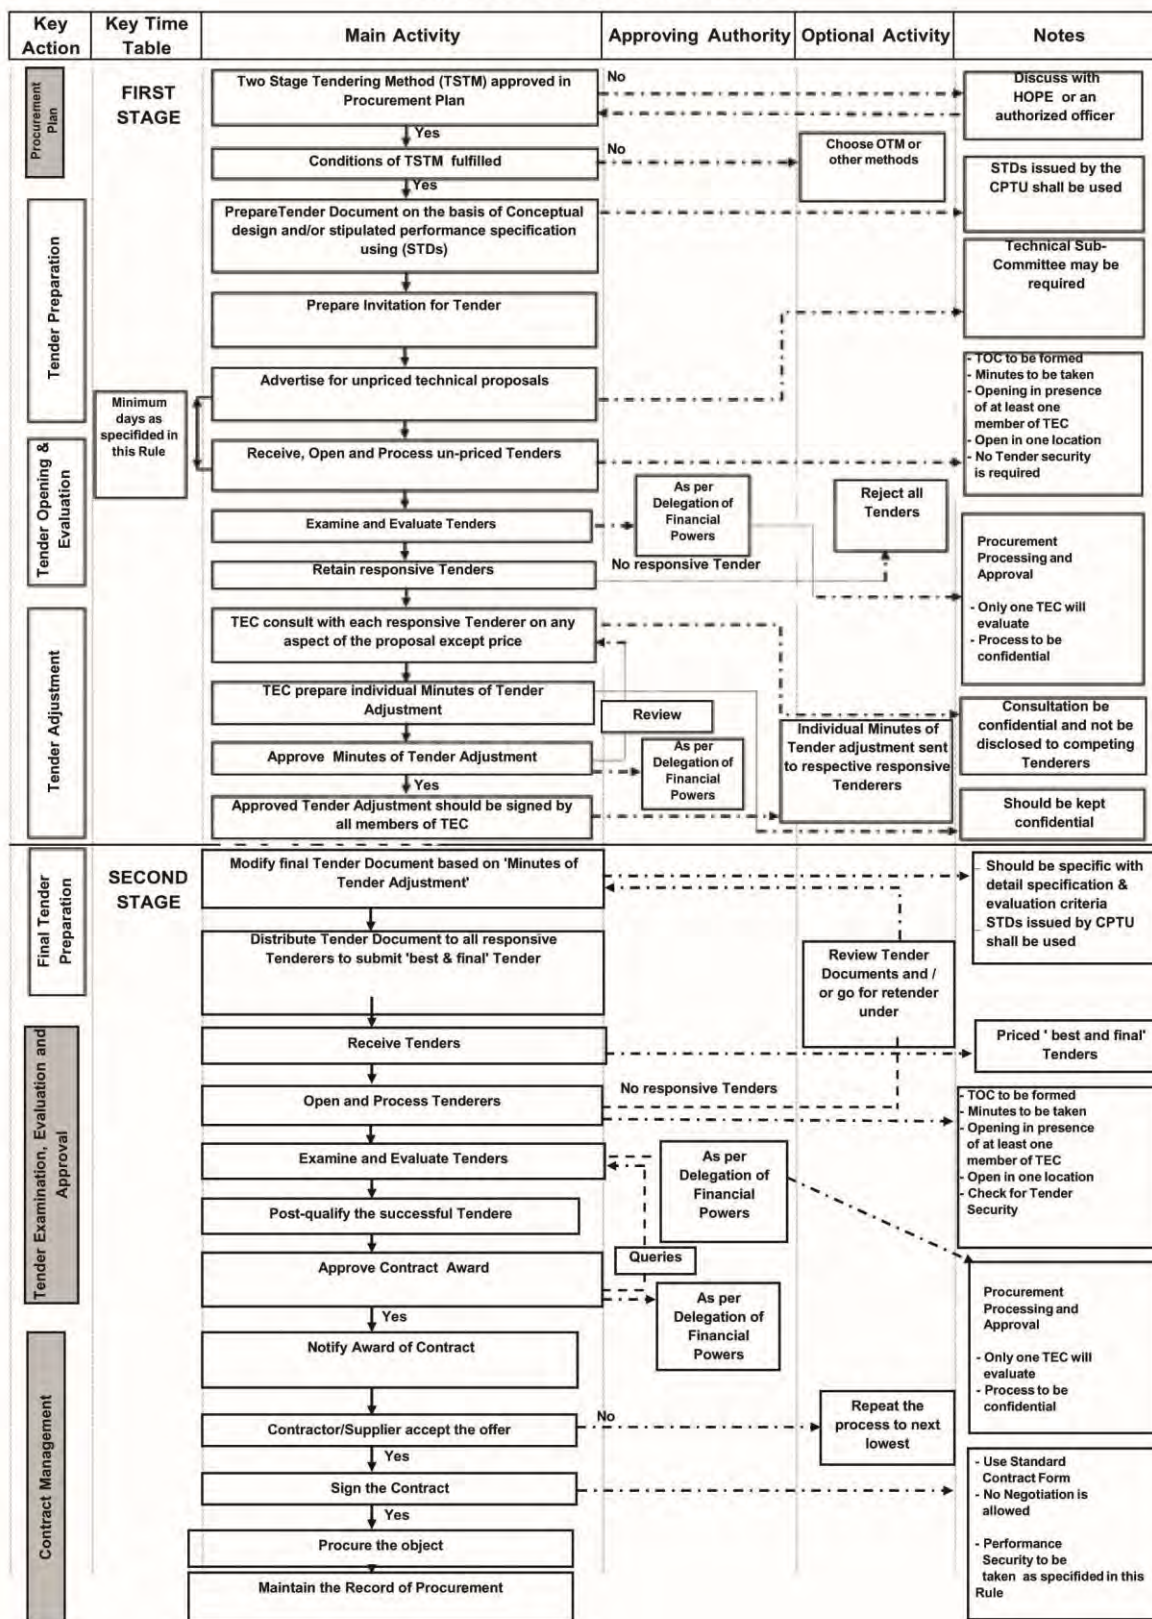 Key
Action
Key Time
Table
Main Activity
Approving Authority
Optional Activity
Notes
Procurement
Plan
FIRST
STAGE
Two Stage Tendering Method (TSTM) approved in
Procurement Plan
No
Discuss with
HOPE or an
authorized officer
Yes
Conditions of TSTM fulfilled
No
Choose OTM or
other methods
STDs issued by the
CPTU shall be used
Yes
Tender Preparation
PrepareTender Document on the basis of Conceptual
design and/or stipulated performance specification
using (STDs)
Technical Sub-
Committee may be
required
Prepare Invitation for Tender
Advertise for unpriced technical proposals
Minimum
days as
specifided in
this Rule
- TOC to be formed
- Minutes to be taken
- Opening in presence
of at least one
member of TEC
- Open in one location
- No Tender security
is required
Tender Opening &
Evaluation
Receive, Open and Process un-priced Tenders
As per
Delegation of
Financial
Powers
Reject all
Tenders
Examine and Evaluate Tenders
No responsive Tender
Retain responsive Tenders
Procurement
Processing and
Approval
- Only one TEC will
evaluate
- Process to be
confidential
Tender Adjustment
TEC consult with each responsive Tenderer on any
aspect of the proposal except price
TEC prepare individual Minutes of Tender
Adjustment
Review
Consultation be
confidential and not be
disclosed to competing
Tenderers
Approve Minutes of Tender Adjustment
As per
Delegation of
Financial
Powers
Individual Minutes of
Tender adjustment sent
to respective responsive
Tenderers
Yes
Approved Tender Adjustment should be signed by
all members of TEC
Should be kept
confidential
Final Tender
Preparation
SECOND
STAGE
Modify final Tender Document based on 'Minutes of
Tender Adjustment'
Should be specific with
detail specification &
evaluation criteria
STDs issued by CPTU
shall be used
Distribute Tender Document to all responsive
Tenderers to submit 'best & final' Tender
Review Tender
Documents and /
or go for retender
under
Tender Examination, Evaluation and
Approval
Receive Tenders
Priced ' best and final'
Tenders
Open and Process Tenderers
No responsive Tenders
- TOC to be formed
- Minutes to be taken
- Opening in presence
of at least one
member of TEC
- Open in one location
- Check for Tender
Security
Examine and Evaluate Tenders
As per
Delegation of
Financial
Powers
Post-qualify the successful Tendere
Queries
Approve Contract Award
As per
Delegation of
Financial
Powers
Yes
Procurement
Processing and
Approval
- Only one TEC will
evaluate
- Process to be
confidential
Contract Management
Notify Award of Contract
Contractor/Supplier accept the offer
No
Repeat the
process to next
lowest
Yes
Sign the Contract
- Use Standard
Contract Form
- No Negotiation is
allowed
- Performance
Security to be
taken as specifided in this
Rule
Yes
Procure the object
Maintain the Record of Procurement